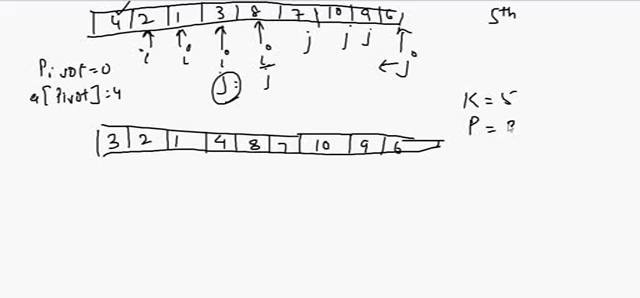 4 2 1 3 8 7 10 9 6
5th
i i i i j j j j
j j
Pivot=0
a[Pivot]:4
K = 5
3 2 1 4 8 7 10 9 6
P =